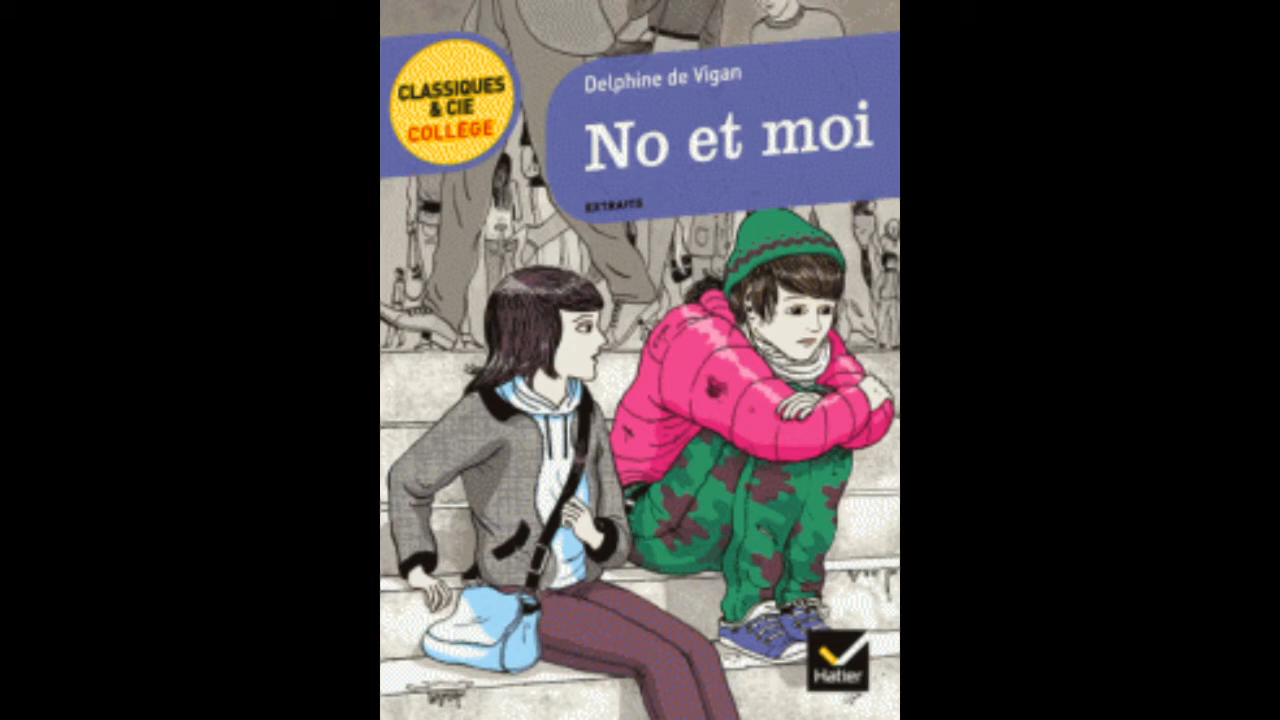 CLASSIQUES
& CIE
COLLÈGE
Delphine de Vigan
No et moi
EXTRAITS
Hatier